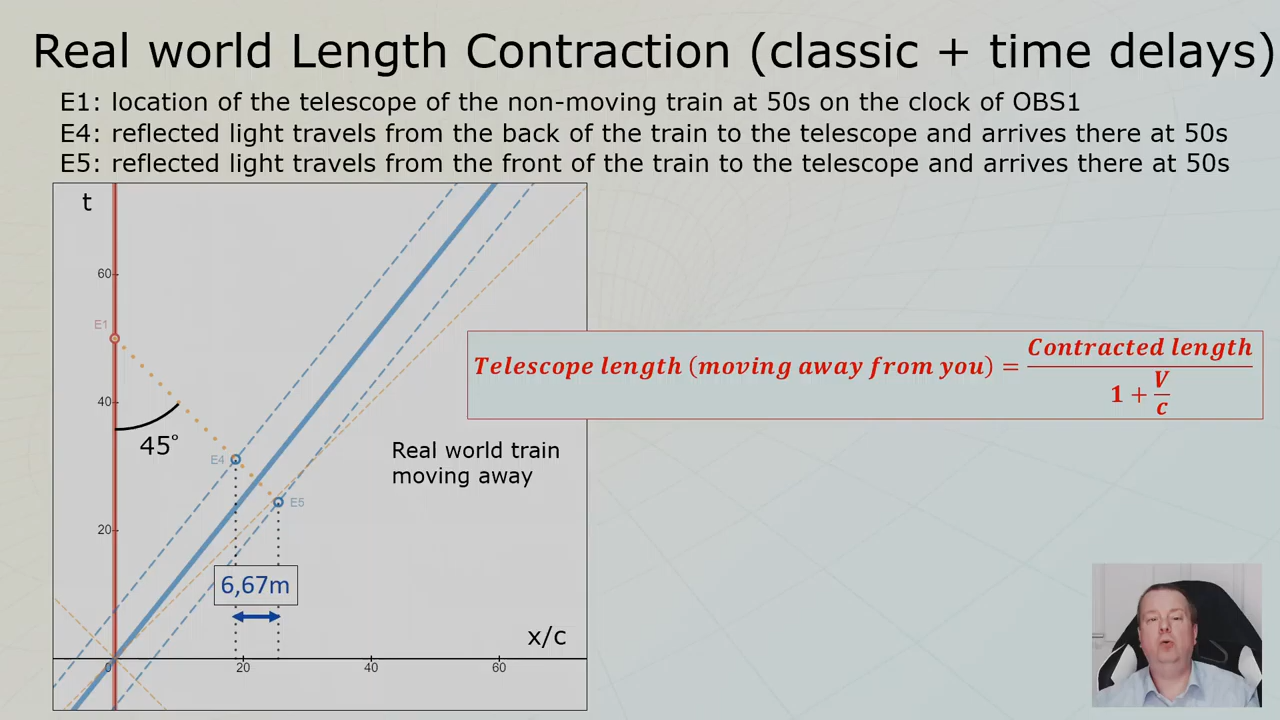 Real world Length Contraction (classic + time delays)
E1: location of the telescope of the non-moving train at 50s on the clock of OBS1
E4: reflected light travels from the back of the train to the telescope and arrives there at 50s
E5: reflected light travels from the front of the train to the telescope and arrives there at 50s
t
60
E1
Telescope length (moving away from you) = Contracted length / 1 + V/c
40
45°
E4
Real world train
moving away
E5
20
6,67m
x/c
0 20 40 60